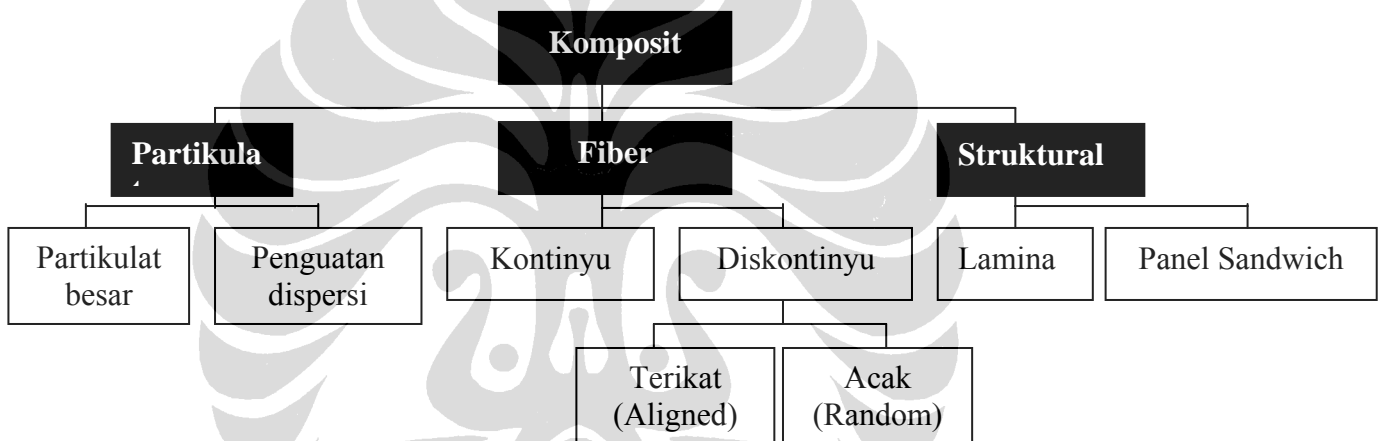 Komposit
Partikula
Fiber
Struktural
Partikulat
besar
Penguatan
dispersi
Kontinyu
Diskontinyu
Lamina
Panel Sandwich
Terikat
(Aligned)
Acak
(Random)